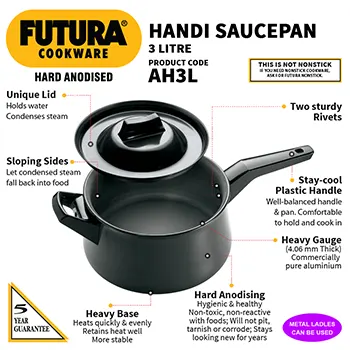 FUTURA®
COOKWARE
HARD ANODISED
HANDI SAUCEPAN
3 LITRE
PRODUCT CODE
AH3L
THIS IS NOT NONSTICK
IF YOU NEED NONSTICK COOKWARE,
ASK FOR FUTURA NONSTICK.
Unique Lid
Holds water
Condenses steam
Two sturdy
Rivets
Sloping Sides
Let condensed steam
fall back into food
Stay-cool
Plastic Handle
Well-balanced handle
& pan. Comfortable
to hold and cook in
Heavy Gauge
(4.06 mm Thick)
Commercially
pure aluminium
5
YEAR
GUARANTEE
Heavy Base
Heats quickly & evenly
Retains heat well
More stable
Hard Anodising
Hygienic & healthy
Non-toxic, non-reactive
with foods; Will not pit,
tarnish or corrode; Stays
looking new for years
METAL LADLES
CAN BE USED